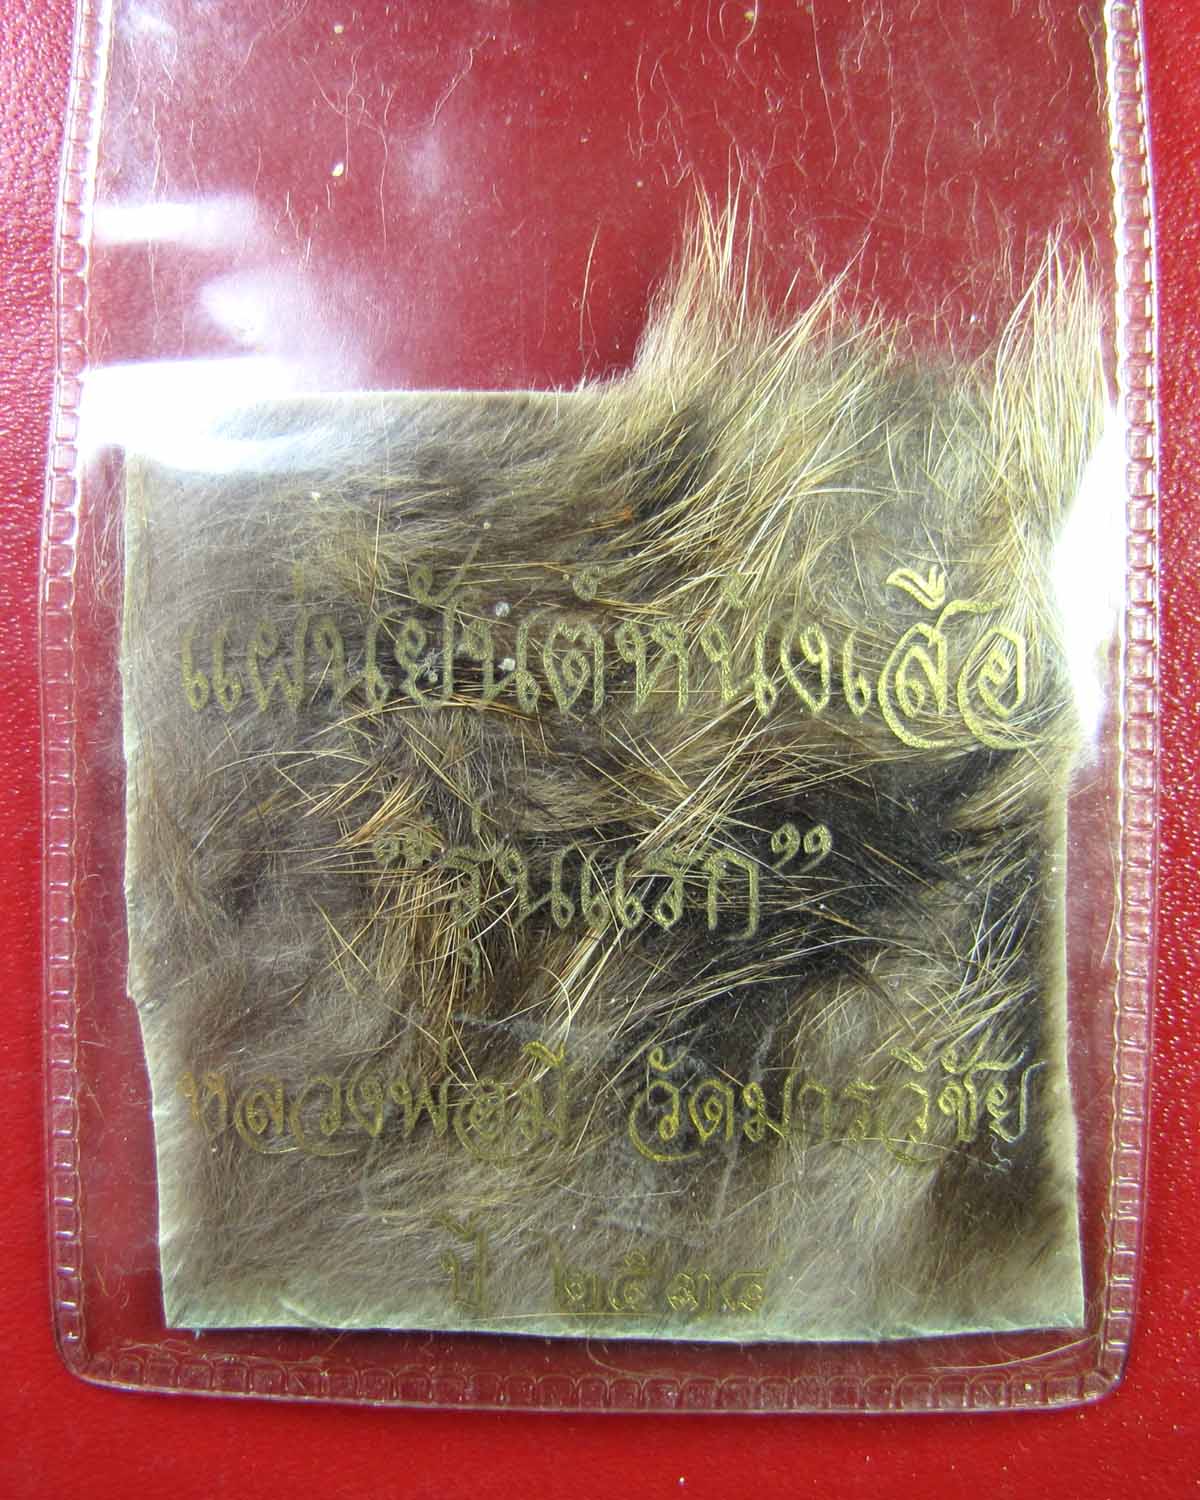 แผ่นยันต์หนังเสือ
"รุ่นแรก"
หลวงพ่อมี วัดมารวิชัย
ปี ๒๕๓๘